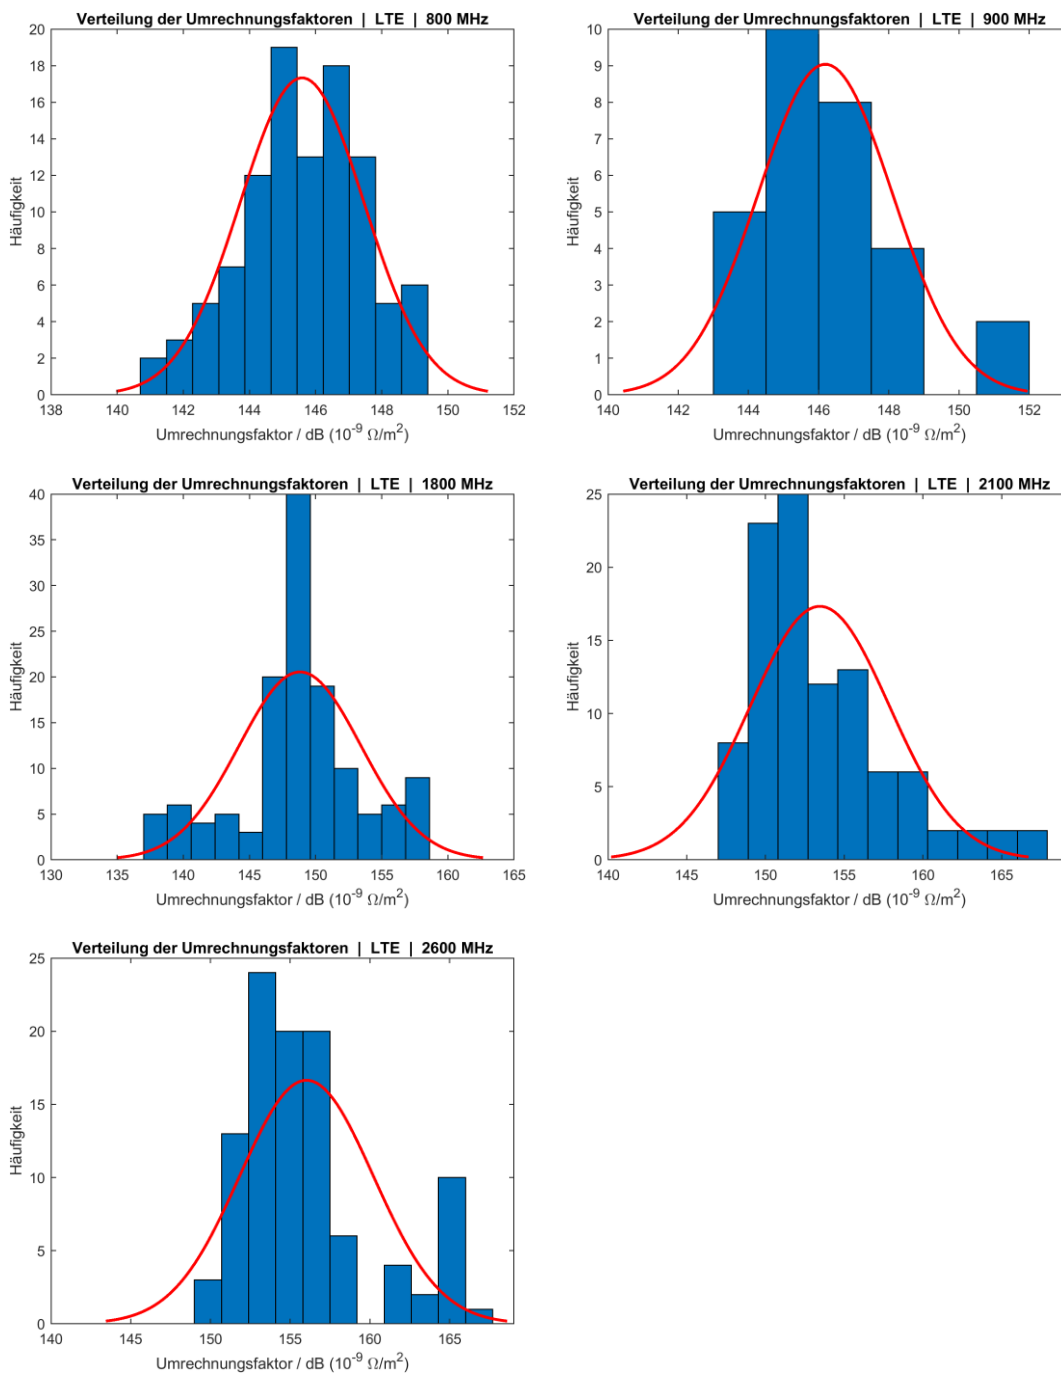 Verteilung der Umrechnungsfaktoren | LTE | 800 MHz
20
18
16
14
12
10
8
6
4
2
0
Häufigkeit
138 140 142 144 146 148 150 152
Umrechnungsfaktor / dB (10⁻⁹ Ω/m²)
Verteilung der Umrechnungsfaktoren | LTE | 900 MHz
10
9
8
7
6
5
4
3
2
1
0
Häufigkeit
140 142 144 146 148 150 152
Umrechnungsfaktor / dB (10⁻⁹ Ω/m²)
Verteilung der Umrechnungsfaktoren | LTE | 1800 MHz
40
35
30
25
20
15
10
5
0
Häufigkeit
130 135 140 145 150 155 160 165
Umrechnungsfaktor / dB (10⁻⁹ Ω/m²)
Verteilung der Umrechnungsfaktoren | LTE | 2100 MHz
25
20
15
10
5
0
Häufigkeit
140 145 150 155 160 165
Umrechnungsfaktor / dB (10⁻⁹ Ω/m²)
Verteilung der Umrechnungsfaktoren | LTE | 2600 MHz
25
20
15
10
5
0
Häufigkeit
140 145 150 155 160 165
Umrechnungsfaktor / dB (10⁻⁹ Ω/m²)